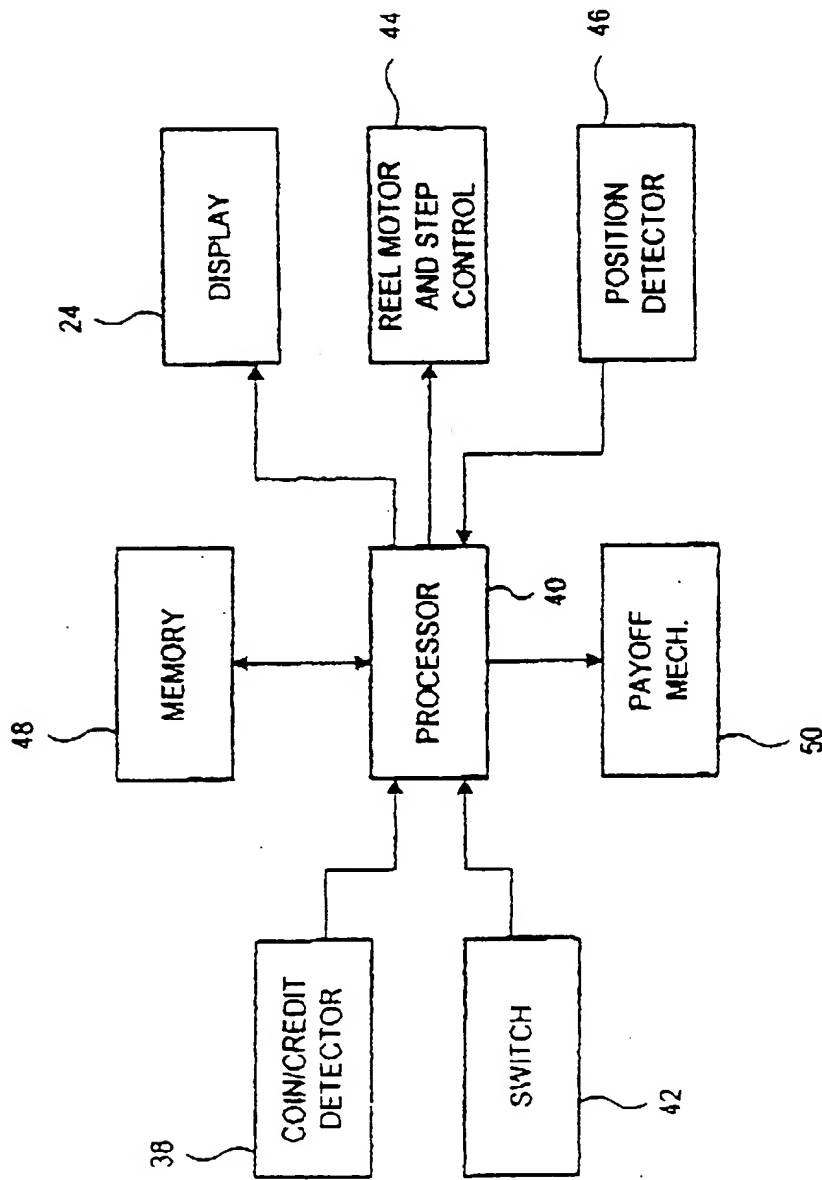 48
MEMORY
24
DISPLAY
38
COIN/CREDIT
DETECTOR
PROCESSOR
40
REEL MOTOR
AND STEP
CONTROL
44
SWITCH
42
PAYOFF
MECH.
50
POSITION
DETECTOR
46